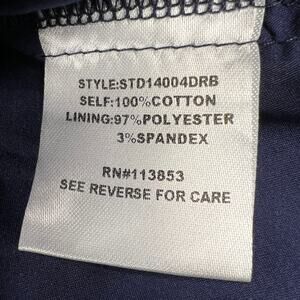 STYLE:STD14004DRB
SELF:100%COTTON
LINING:97%POLYESTER
3%SPANDEX
RN#113853
SEE REVERSE FOR CARE